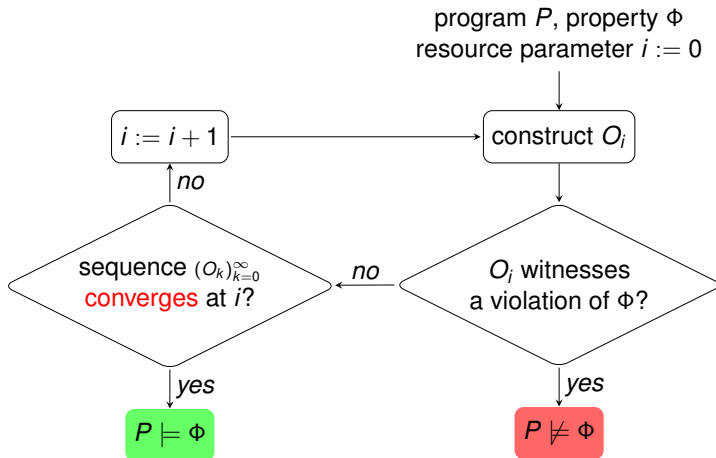 program P, property Φ
resource parameter i := 0
i := i + 1
construct O_i
no
sequence (O_k)_{k=0}^∞
converges at i?
no
O_i witnesses
a violation of Φ?
yes
yes
P ⊨ Φ
P ⊭ Φ